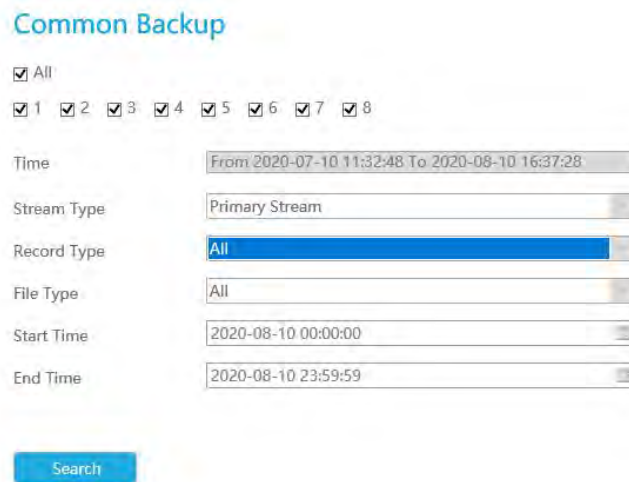 Common Backup
All
1 2 3 4 5 6 7 8
Time From 2020-07-10 11:32:48 To 2020-08-10 16:37:28
Stream Type Primary Stream
Record Type All
File Type All
Start Time 2020-08-10 00:00:00
End Time 2020-08-10 23:59:59
Search